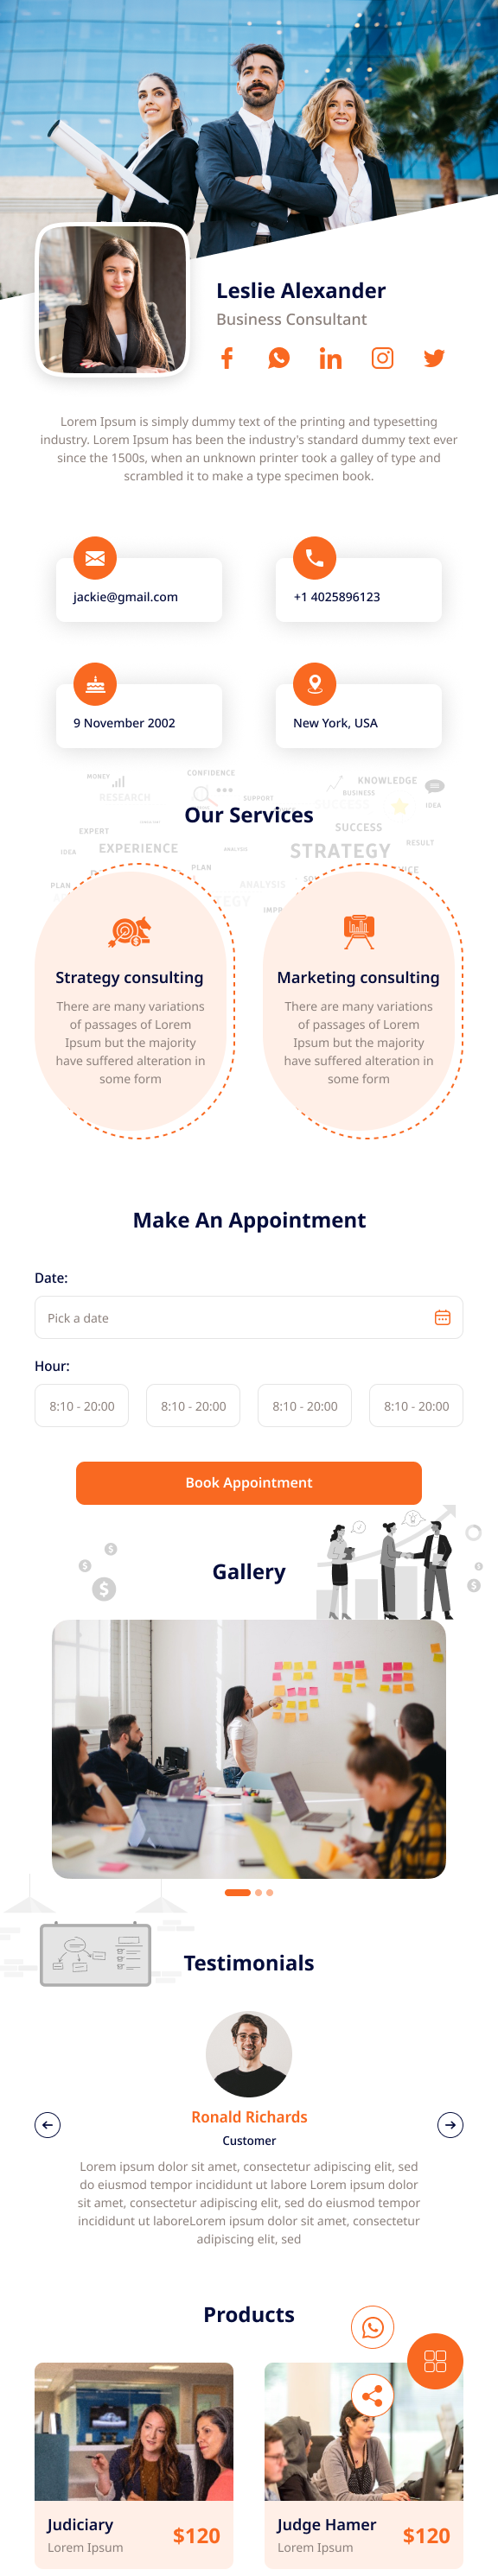 Leslie Alexander
Business Consultant
Lorem Ipsum is simply dummy text of the printing and typesetting
industry. Lorem Ipsum has been the industry's standard dummy text ever
since the 1500s, when an unknown printer took a galley of type and
scrambled it to make a type specimen book.
jackie@gmail.com
+1 4025896123
9 November 2002
New York, USA
MONEY
CONFIDENCE
KNOWLEDGE
RESEARCH
SUPPORT
BUSINESS
SUCCESS
IDEA
Our Services
EXPERT
SUCCESS
IDEA
EXPERIENCE
ANALYSIS
STRATEGY
RESULT
PLAN
PLAN
ANALYSIS
Strategy consulting
There are many variations
of passages of Lorem
Ipsum but the majority
have suffered alteration in
some form
Marketing consulting
There are many variations
of passages of Lorem
Ipsum but the majority
have suffered alteration in
some form
Make An Appointment
Date:
Pick a date
Hour:
8:10 - 20:00
8:10 - 20:00
8:10 - 20:00
8:10 - 20:00
Book Appointment
Gallery
Testimonials
Ronald Richards
Customer
Lorem ipsum dolor sit amet, consectetur adipiscing elit, sed
do eiusmod tempor incididunt ut labore Lorem ipsum dolor
sit amet, consectetur adipiscing elit, sed do eiusmod tempor
incididunt ut laboreLorem ipsum dolor sit amet, consectetur
adipiscing elit, sed
Products
Judiciary
Lorem Ipsum
$120
Judge Hamer
Lorem Ipsum
$120